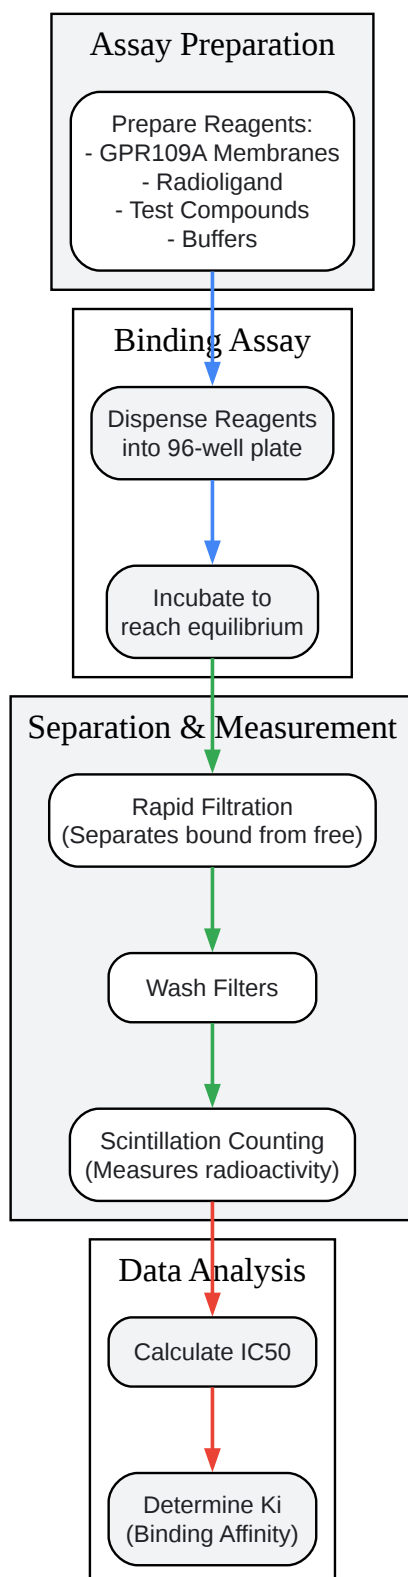 Assay Preparation
Prepare Reagents:
- GPR109A Membranes
- Radioligand
- Test Compounds
- Buffers
Binding Assay
Dispense Reagents
into 96-well plate
Incubate to
reach equilibrium
Separation & Measurement
Rapid Filtration
(Separates bound from free)
Wash Filters
Scintillation Counting
(Measures radioactivity)
Data Analysis
Calculate IC50
Determine Ki
(Binding Affinity)